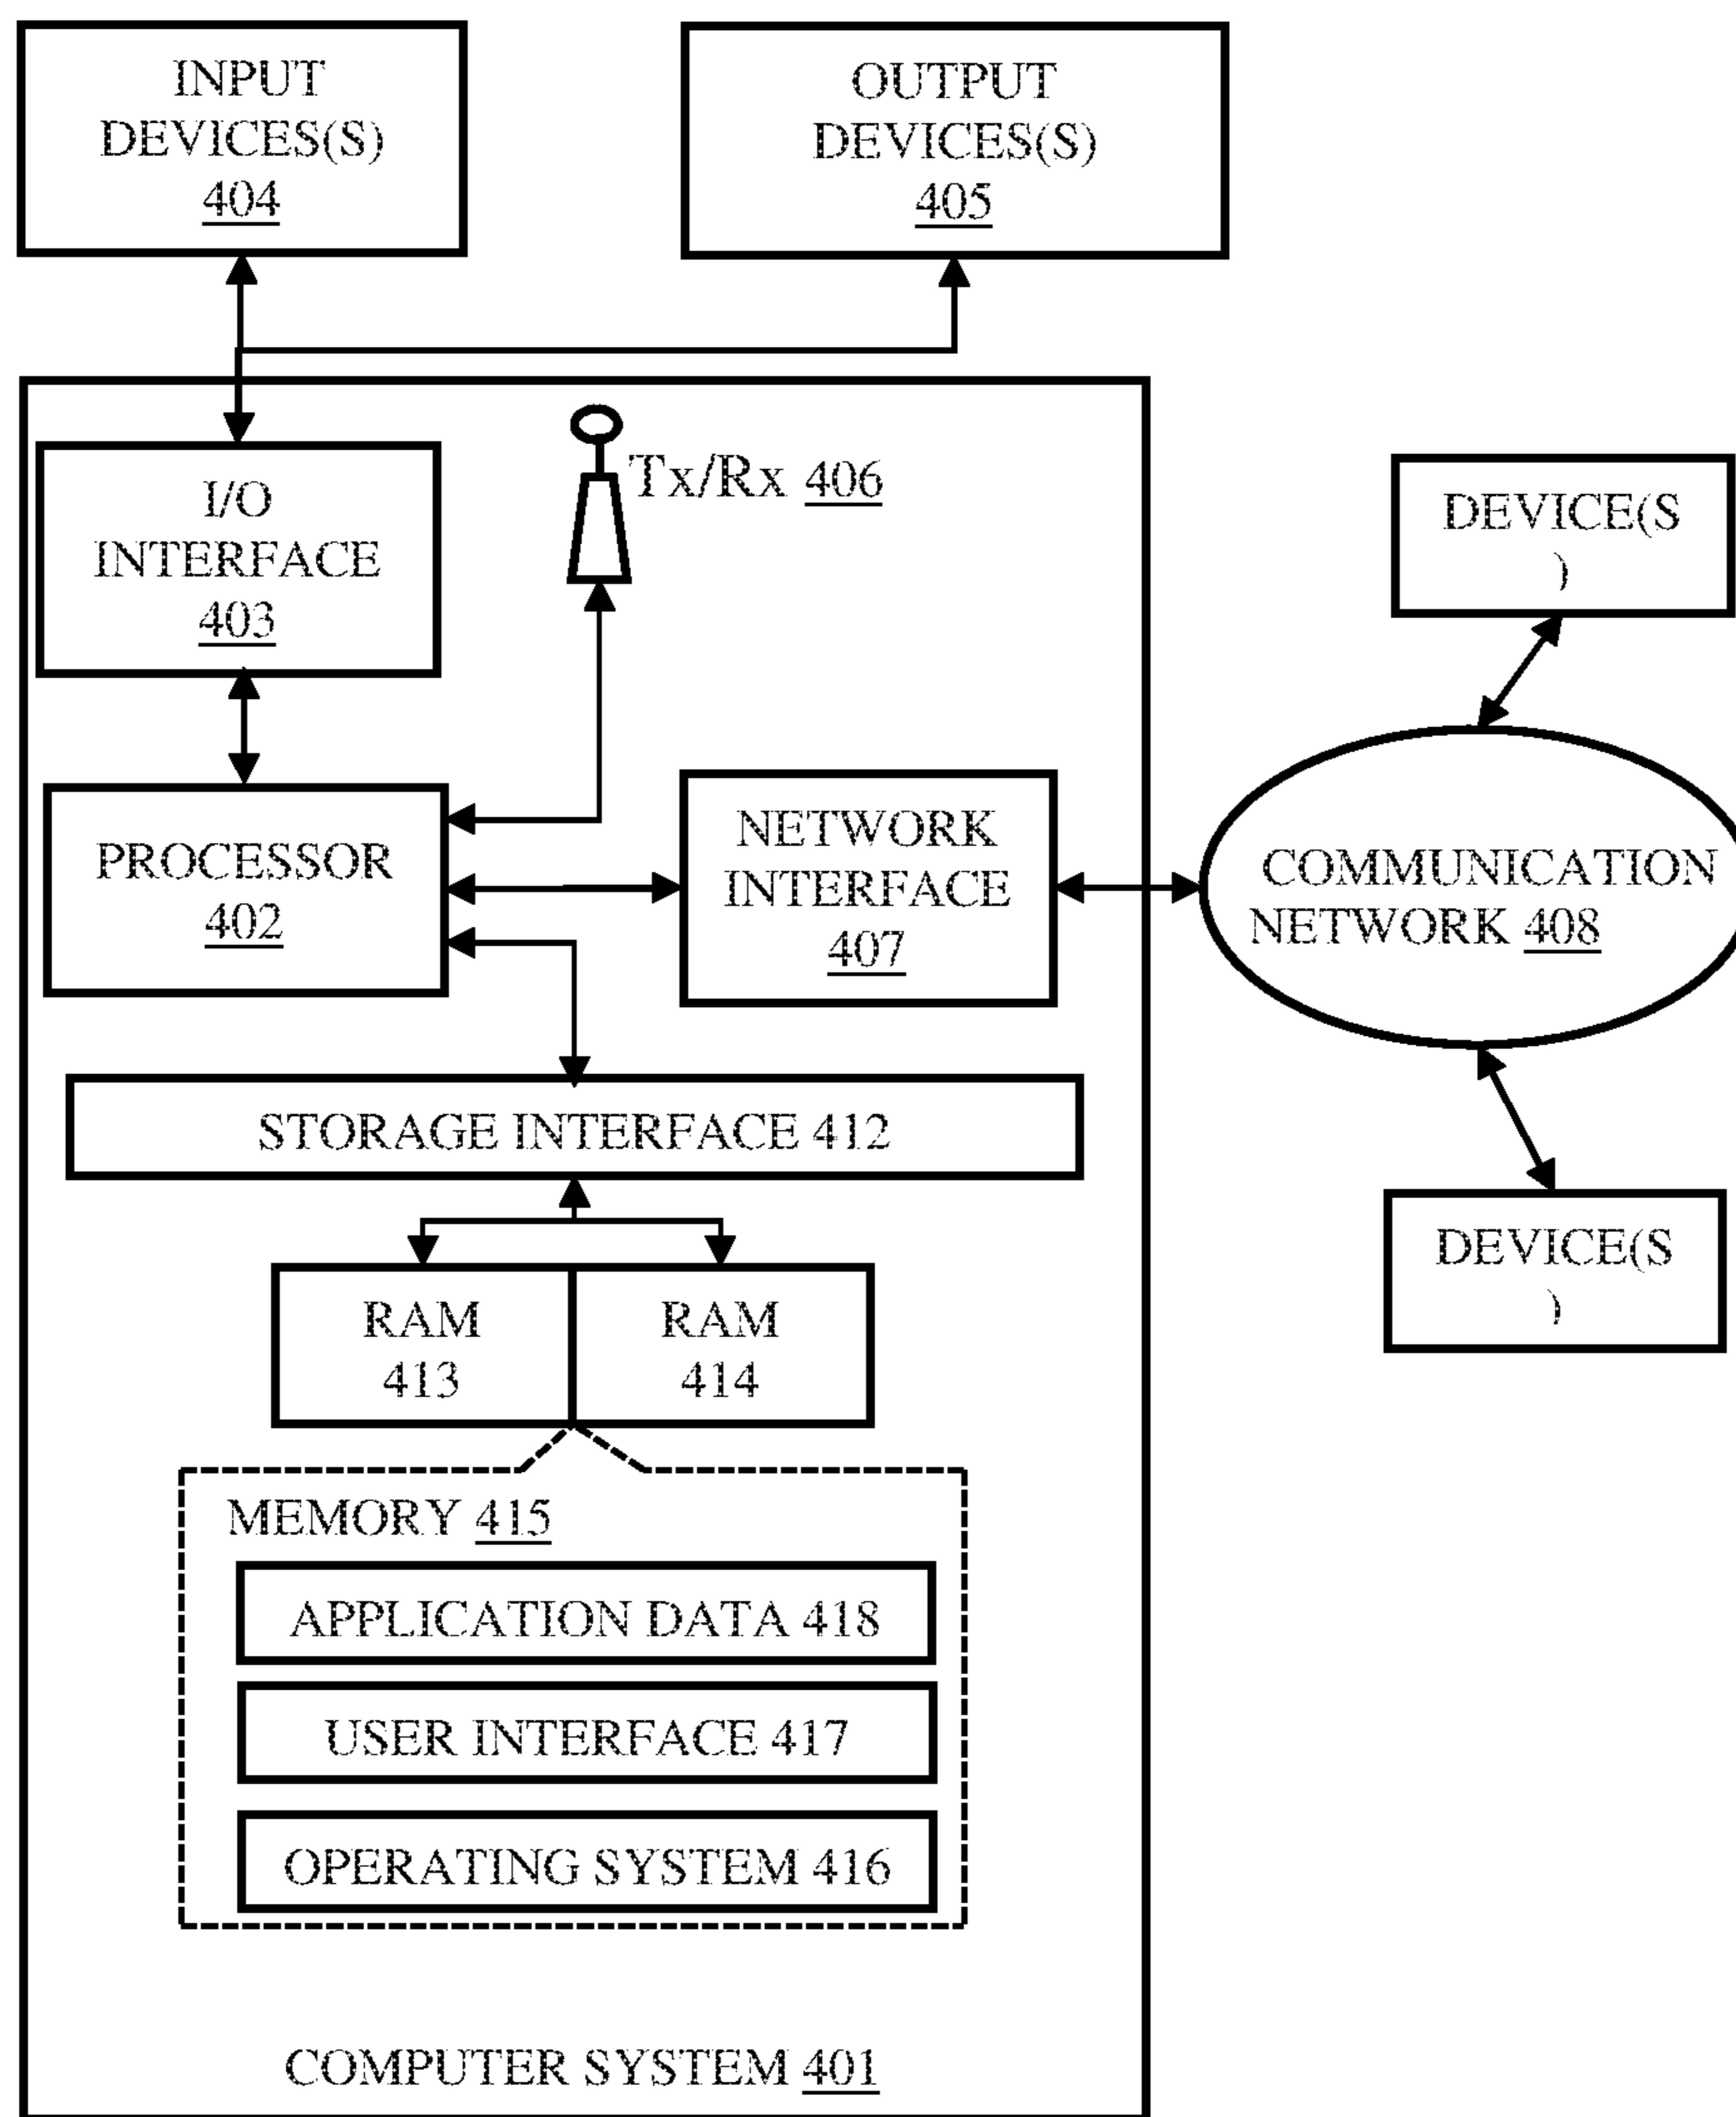 INPUT
DEVICES(S)
404
OUTPUT
DEVICES(S)
405
I/O
INTERFACE
403
Tx/Rx 406
DEVICE(S
)
PROCESSOR
402
NETWORK
INTERFACE
407
COMMUNICATION
NETWORK 408
STORAGE INTERFACE 412
DEVICE(S
)
RAM
413
RAM
414
MEMORY 415
APPLICATION DATA 418
USER INTERFACE 417
OPERATING SYSTEM 416
COMPUTER SYSTEM 401